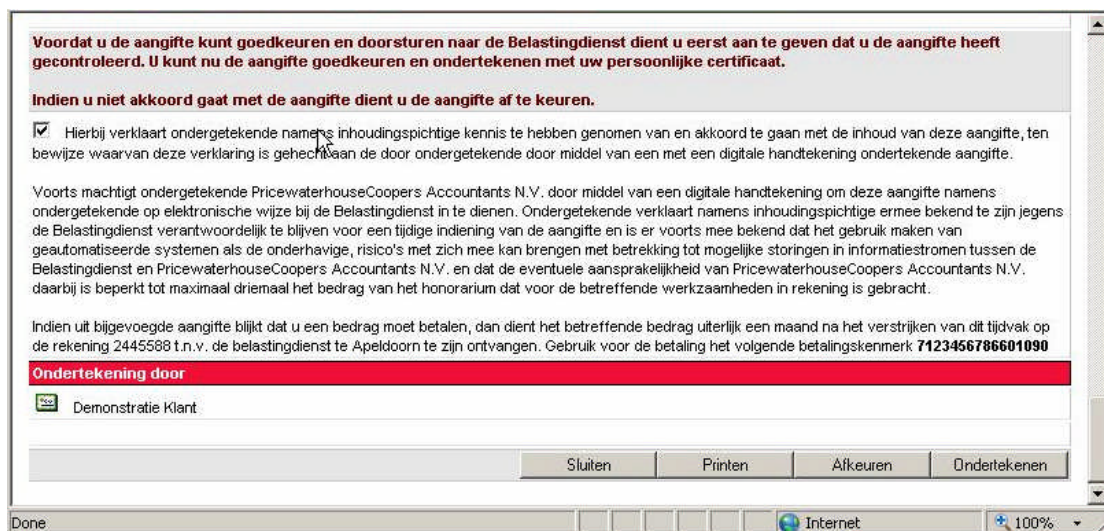 Voordat u de aangifte kunt goedkeuren en doorsturen naar de Belastingdienst dient u eerst aan te geven dat u de aangifte heeft
gecontroleerd. U kunt nu de aangifte goedkeuren en ondertekenen met uw persoonlijke certificaat.
Indien u niet akkoord gaat met de aangifte dient u de aangifte af te keuren.
Hierbij verklaart ondergetekende namens inhoudingspichtige kennis te hebben genomen van en akkoord te gaan met de inhoud van deze aangifte, ten
bewijze waarvan deze verklaring is gehecht aan de door ondergetekende door middel van een met een digitale handtekening ondertekende aangifte.
Voorts machtigt ondergetekende PricewaterhouseCoopers Accountants N.V. door middel van een digitale handtekening om deze aangifte namens
ondergetekende op elektronische wijze bij de Belastingdienst in te dienen. Ondergetekende verklaart namens inhoudingspichtige ermee bekend te zijn jegens
de Belastingdienst verantwoordelijk te blijven voor een tijdige indiening van de aangifte en is er voorts mee bekend dat het gebruik maken van
geautomatiseerde systemen als de onderhavige, risico's met zich mee kan brengen met betrekking tot mogelijke storingen in informatiestromen tussen de
Belastingdienst en PricewaterhouseCoopers Accountants N.V. en dat de eventuele aansprakelijkheid van PricewaterhouseCoopers Accountants N.V.
daarbij is beperkt tot maximaal driemaal het bedrag van het honorarium dat voor de betreffende werkzaamheden in rekening is gebracht.
Indien uit bijgevoegde aangifte blijkt dat u een bedrag moet betalen, dan dient het betreffende bedrag uiterlijk een maand na het verstrijken van dit tijdvak op
de rekening 2445588 t.n.v. de belastingdienst te Apeldoorn te zijn ontvangen. Gebruik voor de betaling het volgende betalingskenmerk 7123456786601090
Ondertekening door
Demonstratie Klant
Sluiten Printen Afkeuren Ondertekenen
Done Internet 100%